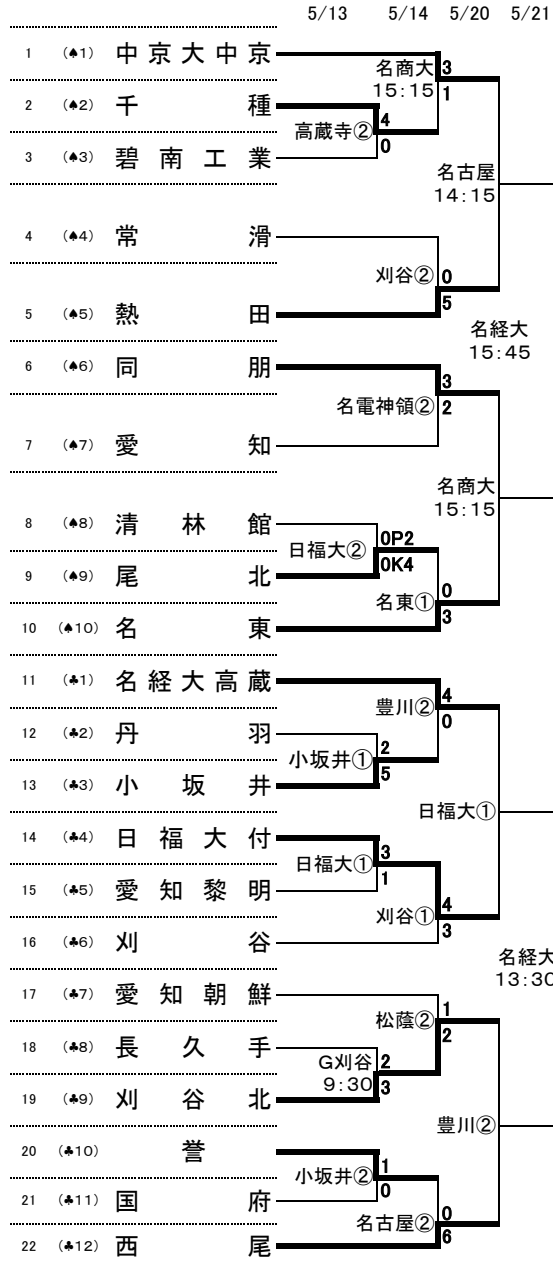 5/13 5/14 5/20 5/21
1 (♠1) 中京大中京
名商大 3
15:15 1
2 (♠2) 千種
高蔵寺② 4
0
3 (♠3) 碧南工業
名古屋
14:15
4 (♠4) 常滑
刈谷② 0
5
5 (♠5) 熱田
名経大
15:45
6 (♠6) 同朋
3
名電神領② 2
7 (♠7) 愛知
名商大
15:15
8 (♠8) 清林館
日福大② 0P2
0K4
9 (♠9) 尾北
名東① 0
3
10 (♠10) 名東
11 (♣1) 名経大高蔵
豊川② 4
0
12 (♣2) 丹羽
小坂井① 2
5
13 (♣3) 小坂井
日福大①
14 (♣4) 日福大付
日福大① 3
1
15 (♣5) 愛知黎明
刈谷① 4
3
16 (♣6) 刈谷
名経大
13:30
17 (♣7) 愛知朝鮮
松蔭② 1
2
18 (♣8) 長久手
G刈谷 2
9:30 3
19 (♣9) 刈谷北
豊川②
20 (♣10) 誉
小坂井② 1
0
21 (♣11) 国府
名古屋② 0
6
22 (♣12) 西尾